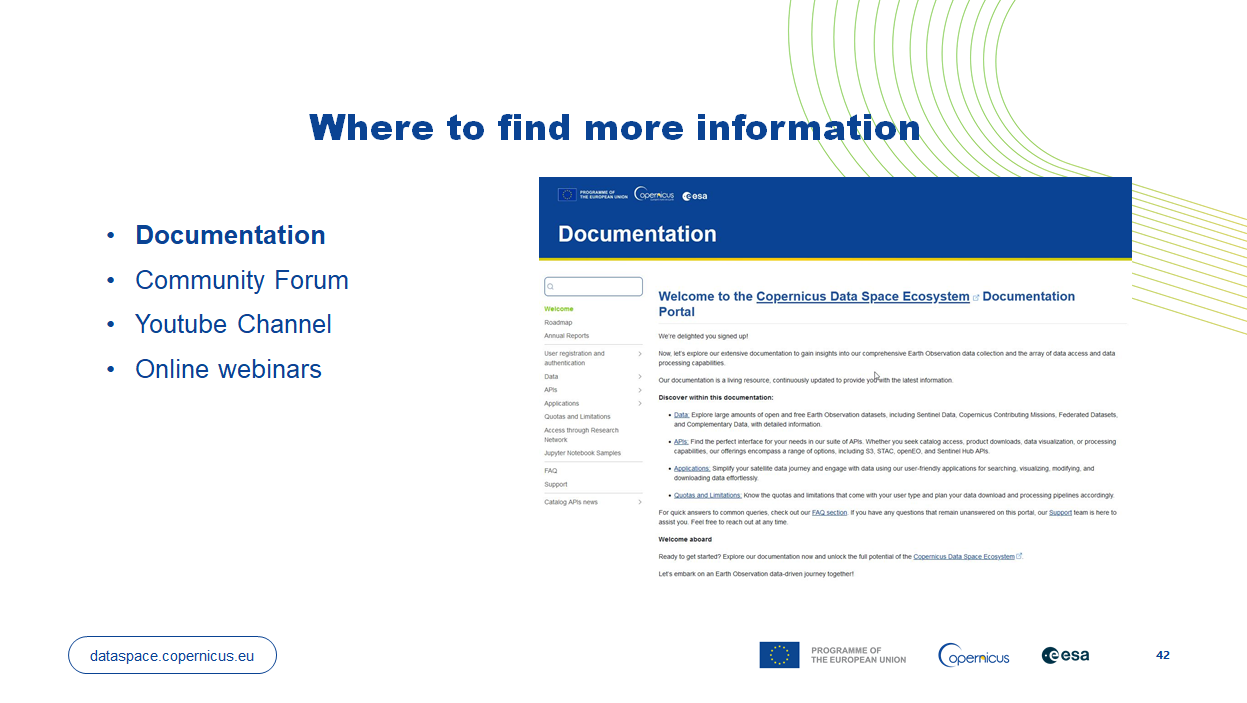 Where to find more information
• Documentation
• Community Forum
• Youtube Channel
• Online webinars
PROGRAMME OF
THE EUROPEAN UNION
opernicus
esa
Documentation
Welcome
Roadmap
Annual Reports
User registration and
authentication
Data
APIs
Applications
Quotas and Limitations
Access through Research
Network
Jupyter Notebook Samples
FAQ
Support
Catalog APIs news
Welcome to the Copernicus Data Space Ecosystem Documentation
Portal
We're delighted you signed up!
Now, let's explore our extensive documentation to gain insights into our comprehensive Earth Observation data collection and the array of data access and data
processing capabilities.
Our documentation is a living resource, continuously updated to provide you with the latest information.
Discover within this documentation:
• Data: Explore large amounts of open and free Earth Observation datasets, including Sentinel Data, Copernicus Contributing Missions, Federated Datasets,
and Complementary Data, with detailed information.
• APIs: Find the perfect interface for your needs in our suite of APIs. Whether you seek catalog access, product downloads, data visualization, or processing
capabilities, our offerings encompass a range of options, including S3, STAC, openEO, and Sentinel Hub APIs.
• Applications: Simplify your satellite data journey and engage with data using our user-friendly applications for searching, visualizing, modifying, and
downloading data effortlessly.
• Quotas and Limitations: Know the quotas and limitations that come with your user type and plan your data download and processing pipelines accordingly.
For quick answers to common queries, check out our FAQ section. If you have any questions that remain unanswered on this portal, our Support team is here to
assist you. Feel free to reach out at any time.
Welcome aboard
Ready to get started? Explore our documentation now and unlock the full potential of the Copernicus Data Space Ecosystem
Let's embark on an Earth Observation data-driven journey together!
dataspace.copernicus.eu
PROGRAMME OF
THE EUROPEAN UNION
opernicus
esa
42